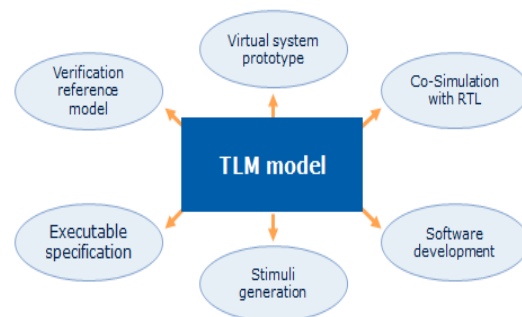 Virtual system
prototype
Verification
reference
model
Co-Simulation
with RTL
TLM model
Executable
specification
Software
development
Stimuli
generation